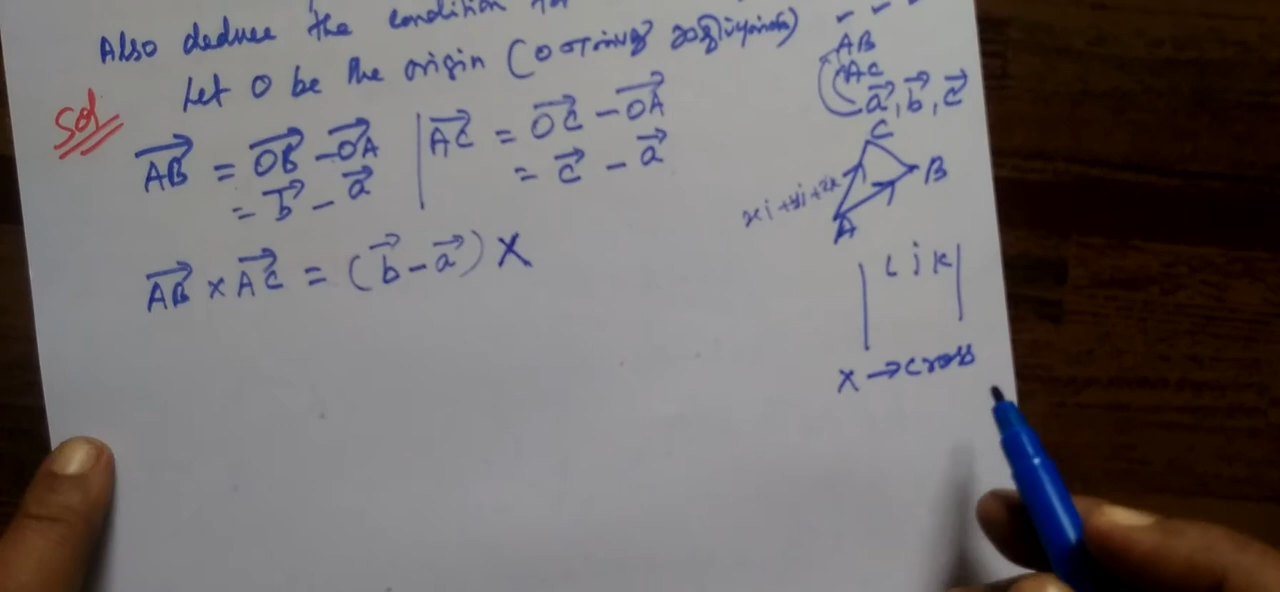 Also deduce the condition for
Let O be the origin (
Sol
AB = OB - OA
= b - a
AC = OC - OA
= c - a
AB × AC = (b - a) ×
AB
AC
a, b, c
C
B
A
xi + yj + zk
i j k
× → cross